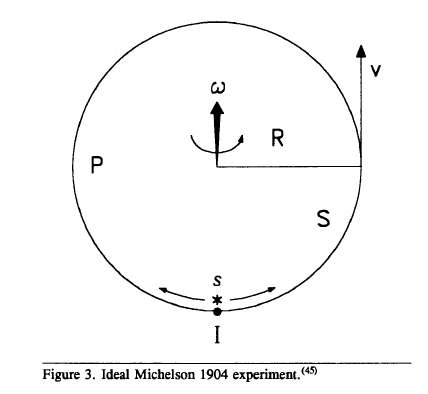 ω
v
R
P
S
s
*
I
Figure 3. Ideal Michelson 1904 experiment.(45)